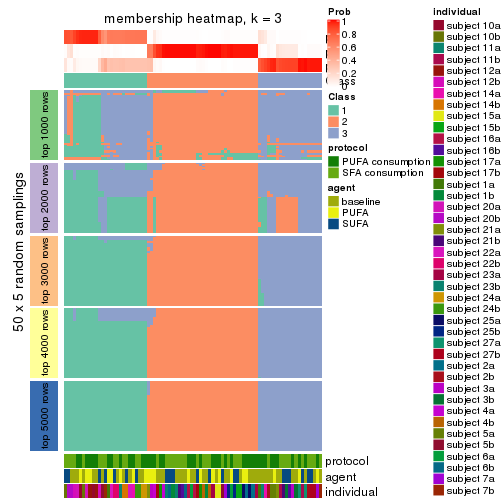 membership heatmap, k = 3
50 x 5 random samplings
top 1000 rows
top 2000 rows
top 3000 rows
top 4000 rows
top 5000 rows
protocol
agent
individual
Prob
1
0.8
0.6
0.4
0.2
0
Class
1
2
3
protocol
PUFA consumption
SFA consumption
agent
baseline
PUFA
SUFA
individual
subject 10a
subject 10b
subject 11a
subject 11b
subject 12a
subject 12b
subject 14a
subject 14b
subject 15a
subject 15b
subject 16a
subject 16b
subject 17a
subject 17b
subject 1a
subject 1b
subject 20a
subject 20b
subject 21a
subject 21b
subject 22a
subject 22b
subject 23a
subject 23b
subject 24a
subject 24b
subject 25a
subject 25b
subject 27a
subject 27b
subject 2a
subject 2b
subject 3a
subject 3b
subject 4a
subject 4b
subject 5a
subject 5b
subject 6a
subject 6b
subject 7a
subject 7b